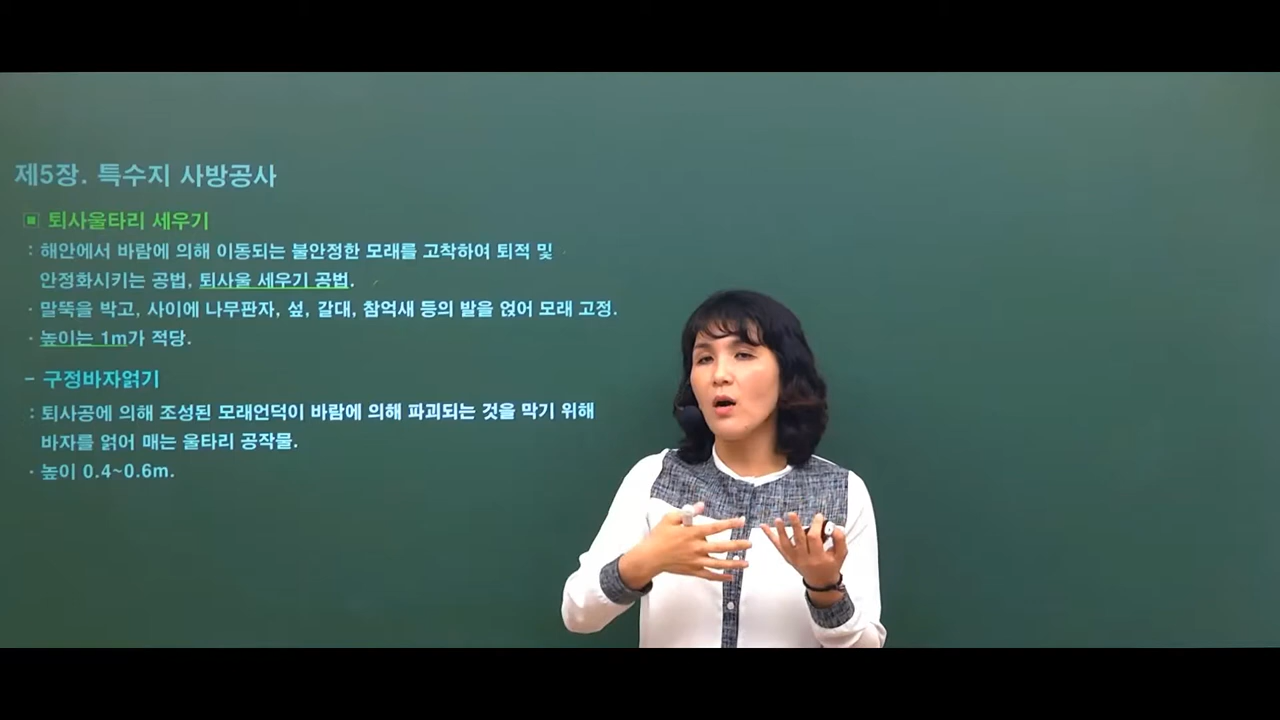 제5장. 특수지 사방공사
▣ 퇴사울타리 세우기
: 해안에서 바람에 의해 이동되는 불안정한 모래를 고착하여 퇴적 및
안정화시키는 공법, 퇴사울 세우기 공법.
· 말뚝을 박고, 사이에 나무판자, 섶, 갈대, 참억새 등의 발을 얹어 모래 고정.
· 높이는 1m가 적당.
- 구정바자얽기
: 퇴사공에 의해 조성된 모래언덕이 바람에 의해 파괴되는 것을 막기 위해
바자를 얽어 매는 울타리 공작물.
· 높이 0.4~0.6m.